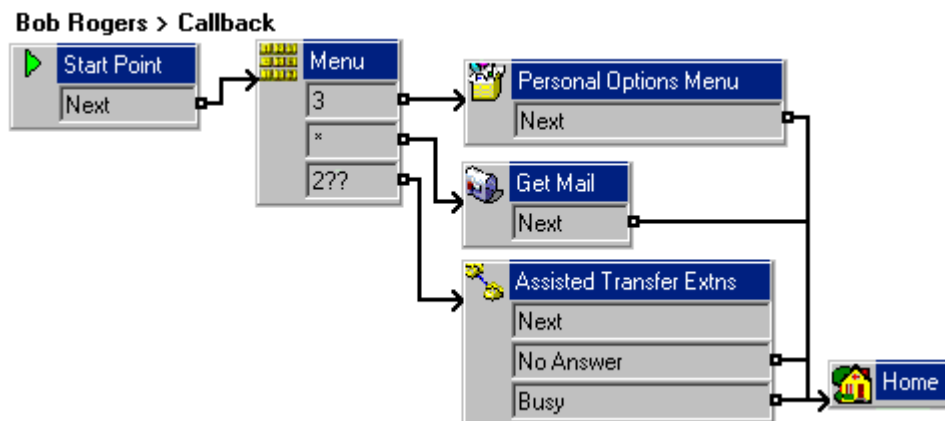 Bob Rogers > Callback
Start Point
Next
Menu
3
*
2??
Personal Options Menu
Next
Get Mail
Next
Assisted Transfer Extns
Next
No Answer
Busy
Home